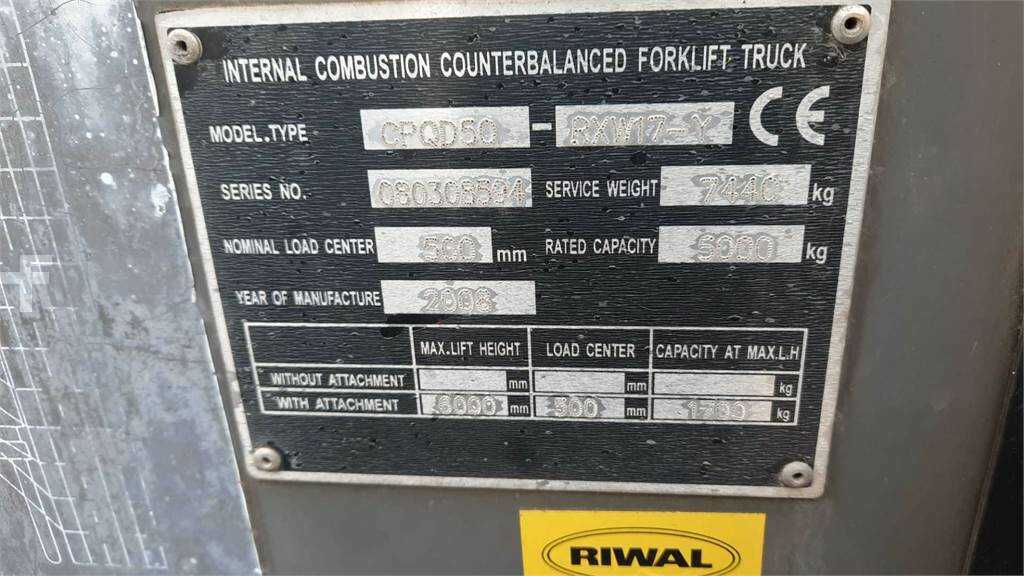 INTERNAL COMBUSTION COUNTERBALANCED FORKLIFT TRUCK
MODEL.TYPE CPQD50 - RXW17-Y CE
SERIES NO. 080308594 SERVICE WEIGHT 7440 kg
NOMINAL LOAD CENTER 500 mm RATED CAPACITY 5000 kg
YEAR OF MANUFACTURE 2008
MAX.LIFT HEIGHT LOAD CENTER CAPACITY AT MAX.L.H
WITHOUT ATTACHMENT mm mm kg
WITH ATTACHMENT 6000 mm 500 mm 1700 kg
RIWAL